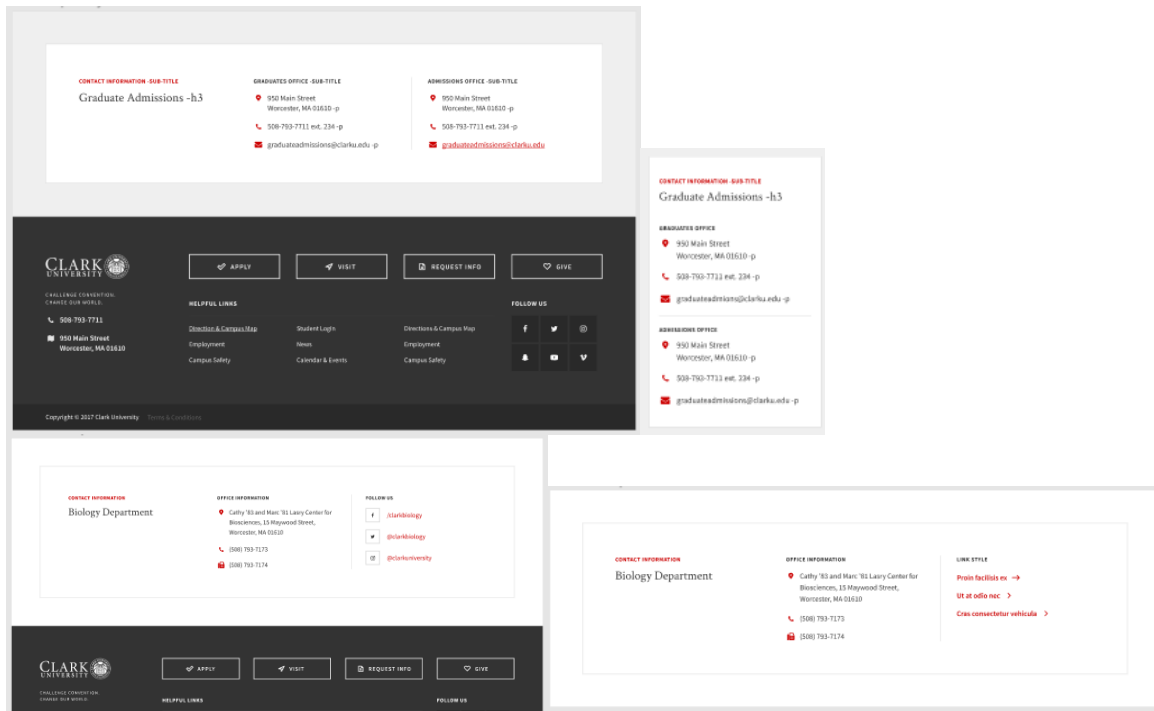 CONTACT INFORMATION -SUB-TITLE
Graduate Admissions -h3
GRADUATES OFFICE -SUB-TITLE
950 Main Street
Worcester, MA 01610 -p
508-793-7711 ext. 234 -p
graduateadmissions@clarku.edu -p
ADMISSIONS OFFICE -SUB-TITLE
950 Main Street
Worcester, MA 01610 -p
508-793-7711 ext. 234 -p
graduateadmissions@clarku.edu
CLARK
UNIVERSITY
CHALLENGE CONVENTION.
CHANGE OUR WORLD.
508-793-7711
950 Main Street
Worcester, MA 01610
APPLY
VISIT
REQUEST INFO
GIVE
HELPFUL LINKS
Direction & Campus Map
Employment
Campus Safety
Student Login
News
Calendar & Events
Directions & Campus Map
Employment
Campus Safety
FOLLOW US
Copyright © 2017 Clark University Terms & Conditions
CONTACT INFORMATION -SUB-TITLE
Graduate Admissions -h3
GRADUATES OFFICE
950 Main Street
Worcester, MA 01610 -p
508-793-7711 ext. 234 -p
graduateadmions@clarku.edu -p
ADMISSIONS OFFICE
950 Main Street
Worcester, MA 01610 -p
508-793-7711 ext. 234 -p
graduateadmissions@clarku.edu -p
CONTACT INFORMATION
Biology Department
OFFICE INFORMATION
Cathy '83 and Marc '81 Lasry Center for
Biosciences, 15 Maywood Street,
Worcester, MA 01610
(508) 793-7173
(508) 793-7174
FOLLOW US
/clarkbiology
@clarkbiology
@clarkuniversity
CLARK
UNIVERSITY
CHALLENGE CONVENTION.
CHANGE OUR WORLD.
APPLY
VISIT
REQUEST INFO
GIVE
HELPFUL LINKS
FOLLOW US
CONTACT INFORMATION
Biology Department
OFFICE INFORMATION
Cathy '83 and Marc '81 Lasry Center for
Biosciences, 15 Maywood Street,
Worcester, MA 01610
(508) 793-7173
(508) 793-7174
LINK STYLE
Proin facilisis ex
Ut at odio nec
Cras consectetur vehicula